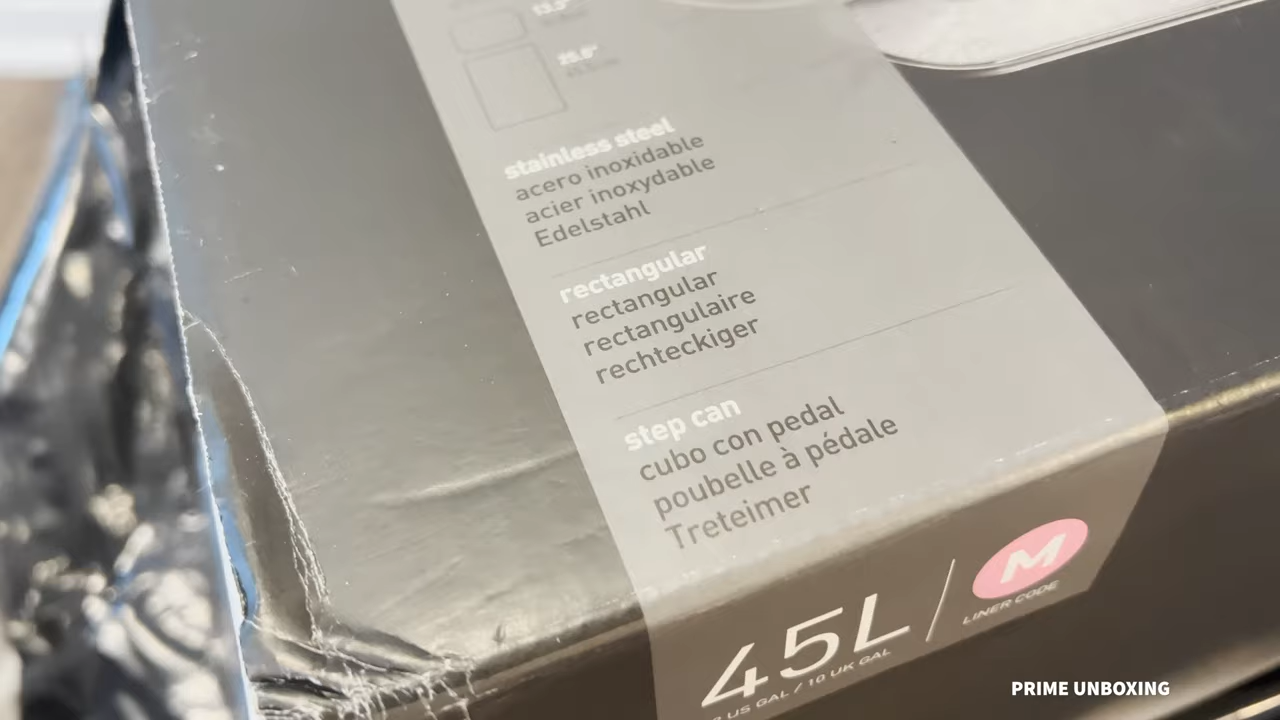 stainless steel
acero inoxidable
acier inoxydable
Edelstahl
rectangular
rectangular
rectangulaire
rechteckiger
step can
cubo con pedal
poubelle à pédale
Treteimer
45L
US GAL / 10 UK GAL
M
LINER CODE
PRIME UNBOXING